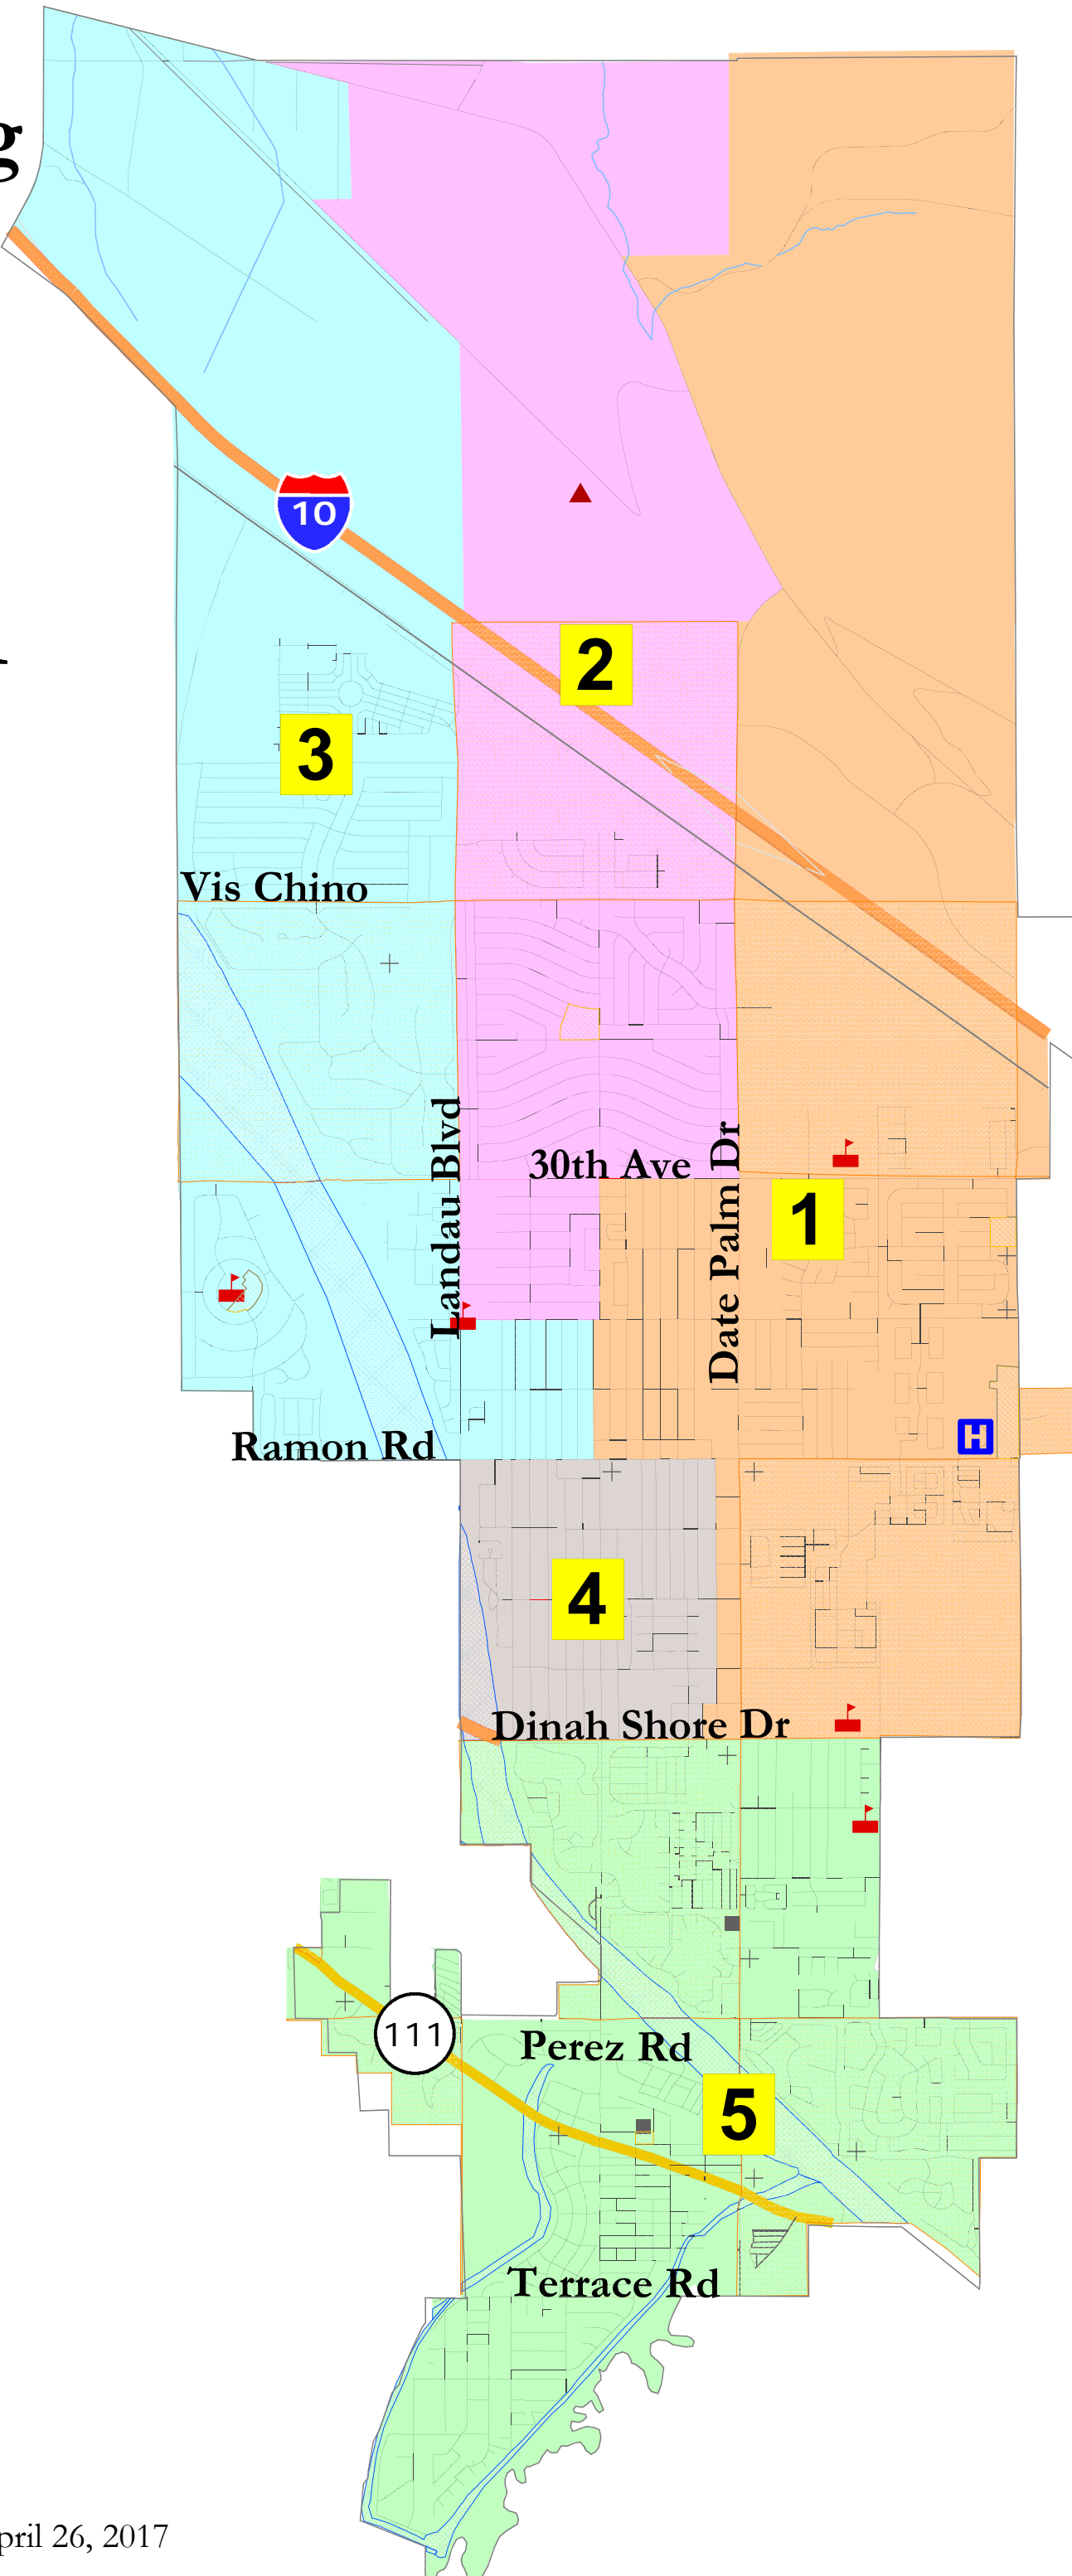 g
10
2
3
Vis Chino
Landau Blvd
30th Ave
Date Palm Dr
1
Ramon Rd
H
4
Dinah Shore Dr
111
Perez Rd
5
Terrace Rd
pril 26, 2017